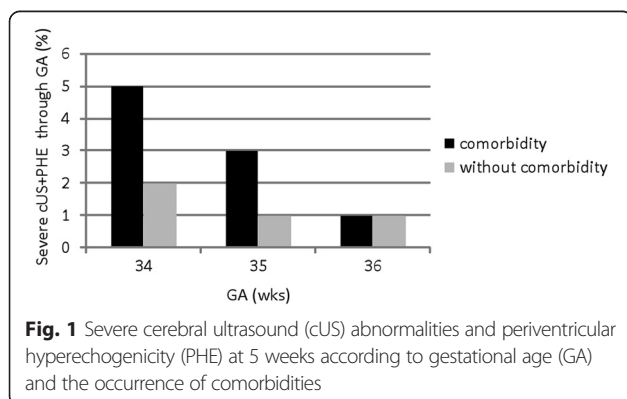 Severe cUS+PHE through GA (%)
6
5
4
3
2
1
0
34 35 36
GA (wks)
comorbidity
without comorbidity
Fig. 1 Severe cerebral ultrasound (cUS) abnormalities and periventricular
hyperechogenicity (PHE) at 5 weeks according to gestational age (GA)
and the occurrence of comorbidities